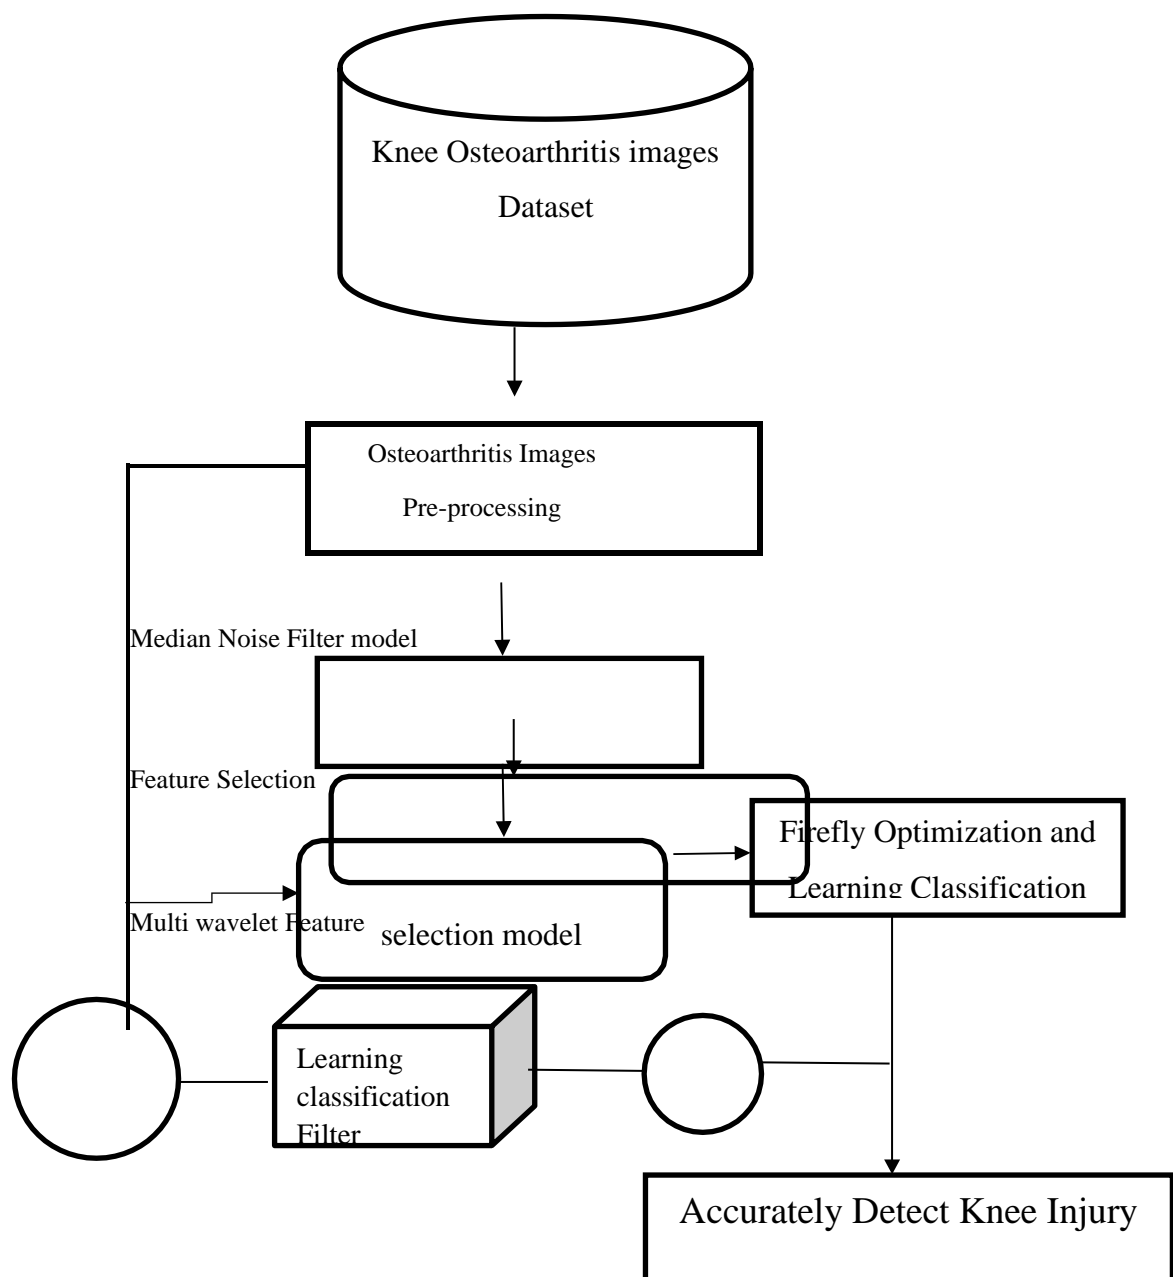 Knee Osteoarthritis images
Dataset
Osteoarthritis Images
Pre-processing
Median Noise Filter model
Feature Selection
Firefly Optimization and
Learning Classification
Multi wavelet Feature
selection model
Learning
classification
Filter
Accurately Detect Knee Injury